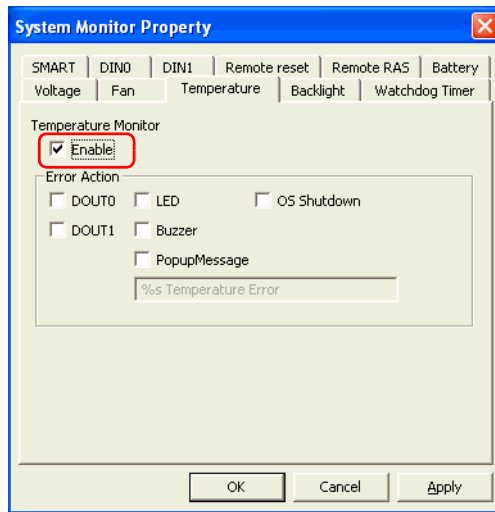 System Monitor Property
SMART DIN0 DIN1 Remote reset Remote RAS Battery
Voltage Fan Temperature Backlight Watchdog Timer
Temperature Monitor
Enable
Error Action
DOUT0 LED OS Shutdown
DOUT1 Buzzer
PopupMessage
%s Temperature Error
OK Cancel Apply